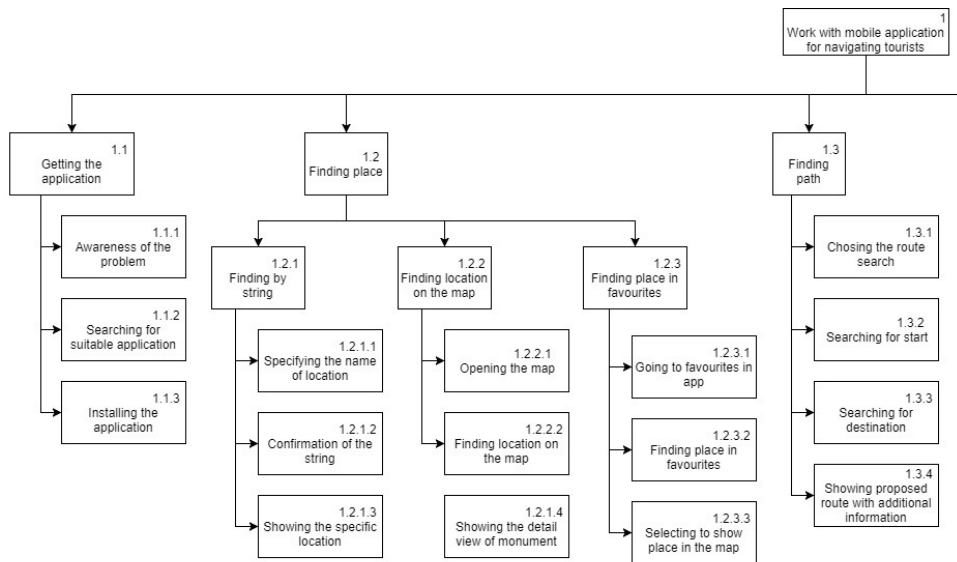 1
Work with mobile application
for navigating tourists
1.1
Getting the
application
1.2
Finding place
1.3
Finding
path
1.1.1
Awareness of the
problem
1.1.2
Searching for
suitable application
1.1.3
Installing the
application
1.2.1
Finding by
string
1.2.1.1
Specifying the name
of location
1.2.1.2
Confirmation of the
string
1.2.1.3
Showing the specific
location
1.2.2
Finding location
on the map
1.2.2.1
Opening the map
1.2.2.2
Finding location on
the map
1.2.1.4
Showing the detail
view of monument
1.2.3
Finding place in
favourites
1.2.3.1
Going to favourites in
app
1.2.3.2
Finding place in
favourites
1.2.3.3
Selecting to show
place in the map
1.3.1
Chosing the route
search
1.3.2
Searching for start
1.3.3
Searching for
destination
1.3.4
Showing proposed
route with additional
information